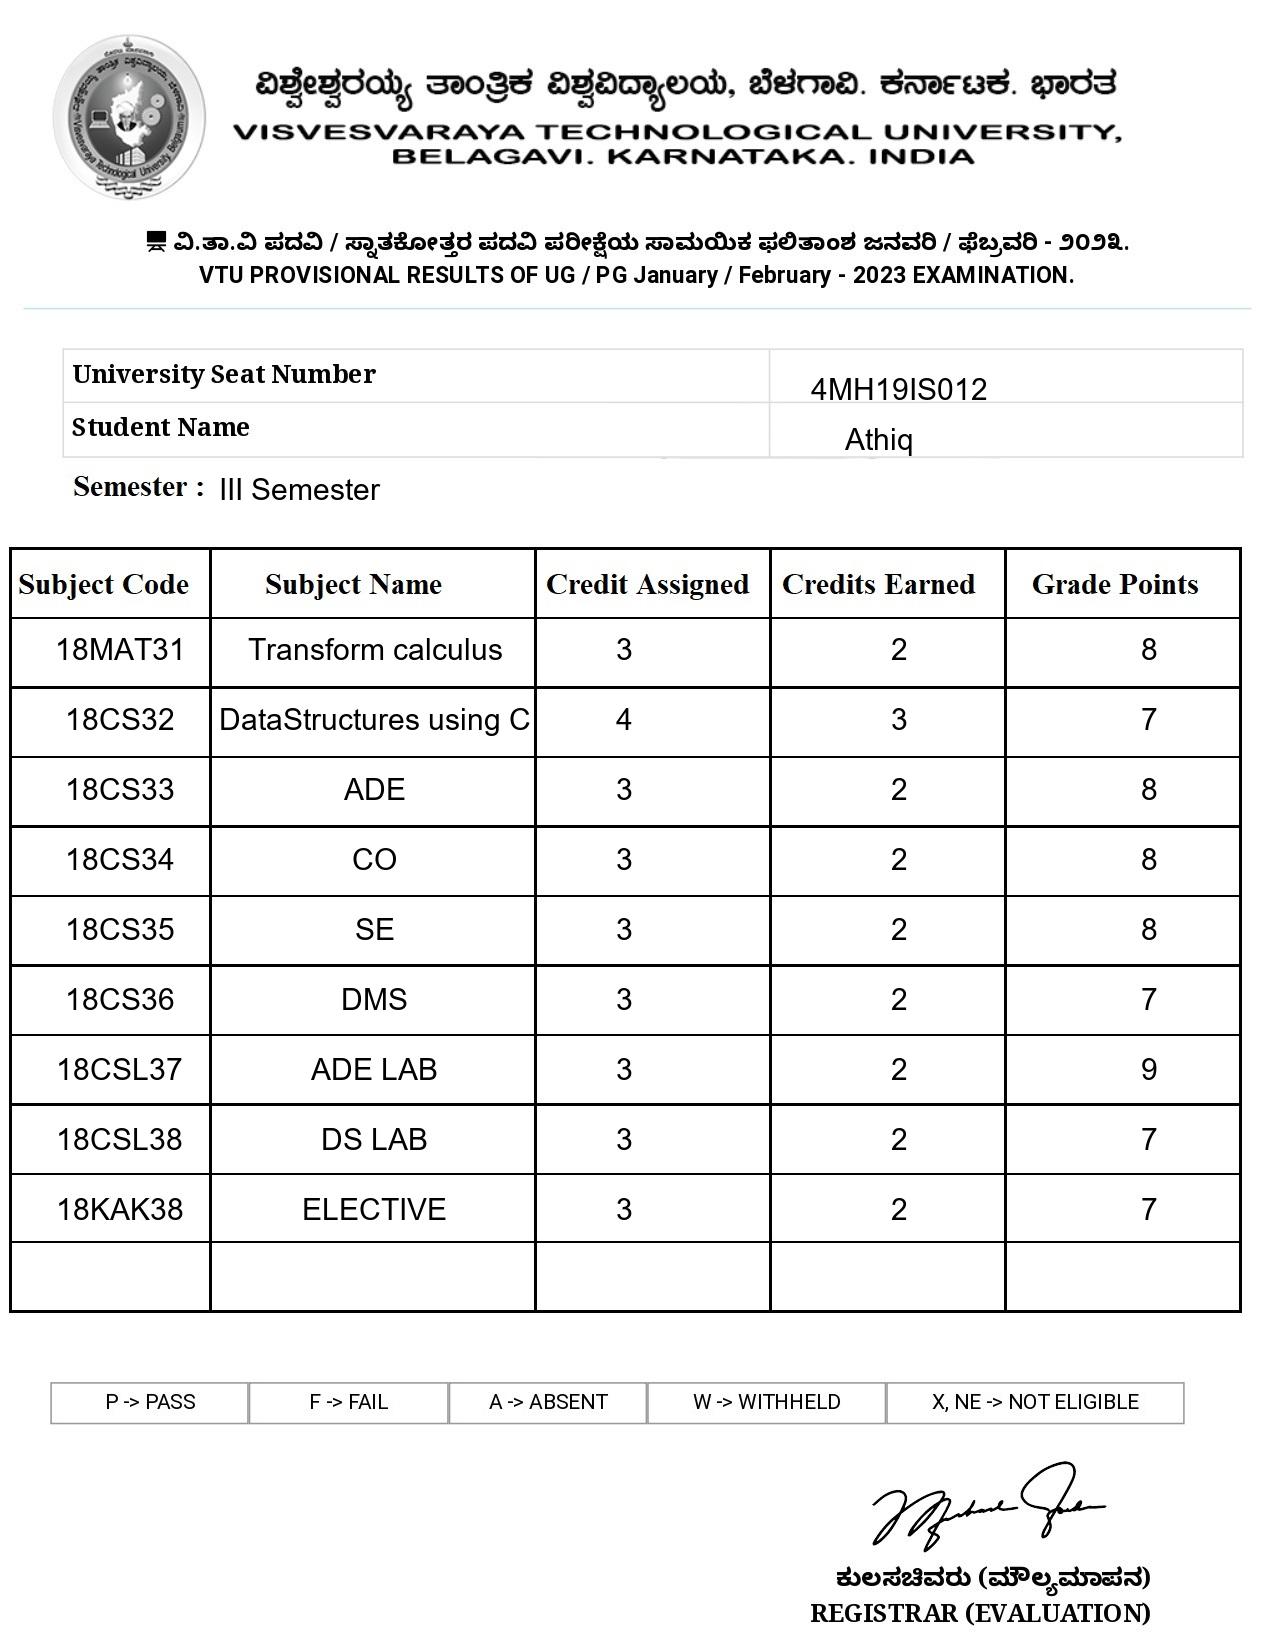 ವಿಶ್ವೇಶ್ವರಯ್ಯ ತಾಂತ್ರಿಕ ವಿಶ್ವವಿದ್ಯಾಲಯ, ಬೆಳಗಾವಿ. ಕರ್ನಾಟಕ. ಭಾರತ
VISVESVARAYA TECHNOLOGICAL UNIVERSITY,
BELAGAVI. KARNATAKA. INDIA
Visvesvaraya Technological University, Belgaum
ವಿ.ತಾ.ವಿ ಪದವಿ / ಸ್ನಾತಕೋತ್ತರ ಪದವಿ ಪರೀಕ್ಷೆಯ ಸಾಮಯಿಕ ಫಲಿತಾಂಶ ಜನವರಿ / ಫೆಬ್ರವರಿ - ೨೦೨೩.
VTU PROVISIONAL RESULTS OF UG / PG January / February - 2023 EXAMINATION.
University Seat Number 4MH19IS012
Student Name Athiq
Semester : III Semester
Subject Code Subject Name Credit Assigned Credits Earned Grade Points
18MAT31 Transform calculus 3 2 8
18CS32 DataStructures using C 4 3 7
18CS33 ADE 3 2 8
18CS34 CO 3 2 8
18CS35 SE 3 2 8
18CS36 DMS 3 2 7
18CSL37 ADE LAB 3 2 9
18CSL38 DS LAB 3 2 7
18KAK38 ELECTIVE 3 2 7
P -> PASS F -> FAIL A -> ABSENT W -> WITHHELD X, NE -> NOT ELIGIBLE
ಕುಲಸಚಿವರು (ಮೌಲ್ಯಮಾಪನ)
REGISTRAR (EVALUATION)